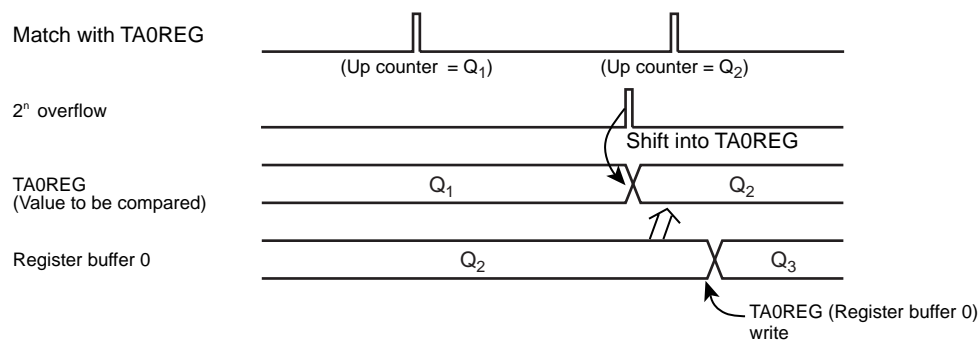 Match with TA0REG
(Up counter = Q1)
(Up counter = Q2)
2n overflow
Shift into TA0REG
TA0REG
(Value to be compared)
Q1
Q2
Register buffer 0
Q2
Q3
TA0REG (Register buffer 0)
write